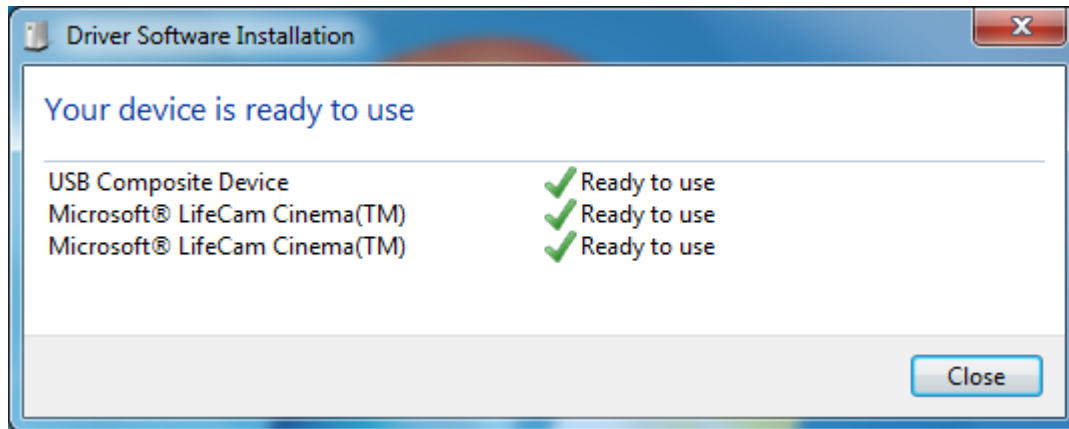 Driver Software Installation
Your device is ready to use
USB Composite Device Ready to use
Microsoft® LifeCam Cinema(TM) Ready to use
Microsoft® LifeCam Cinema(TM) Ready to use
Close